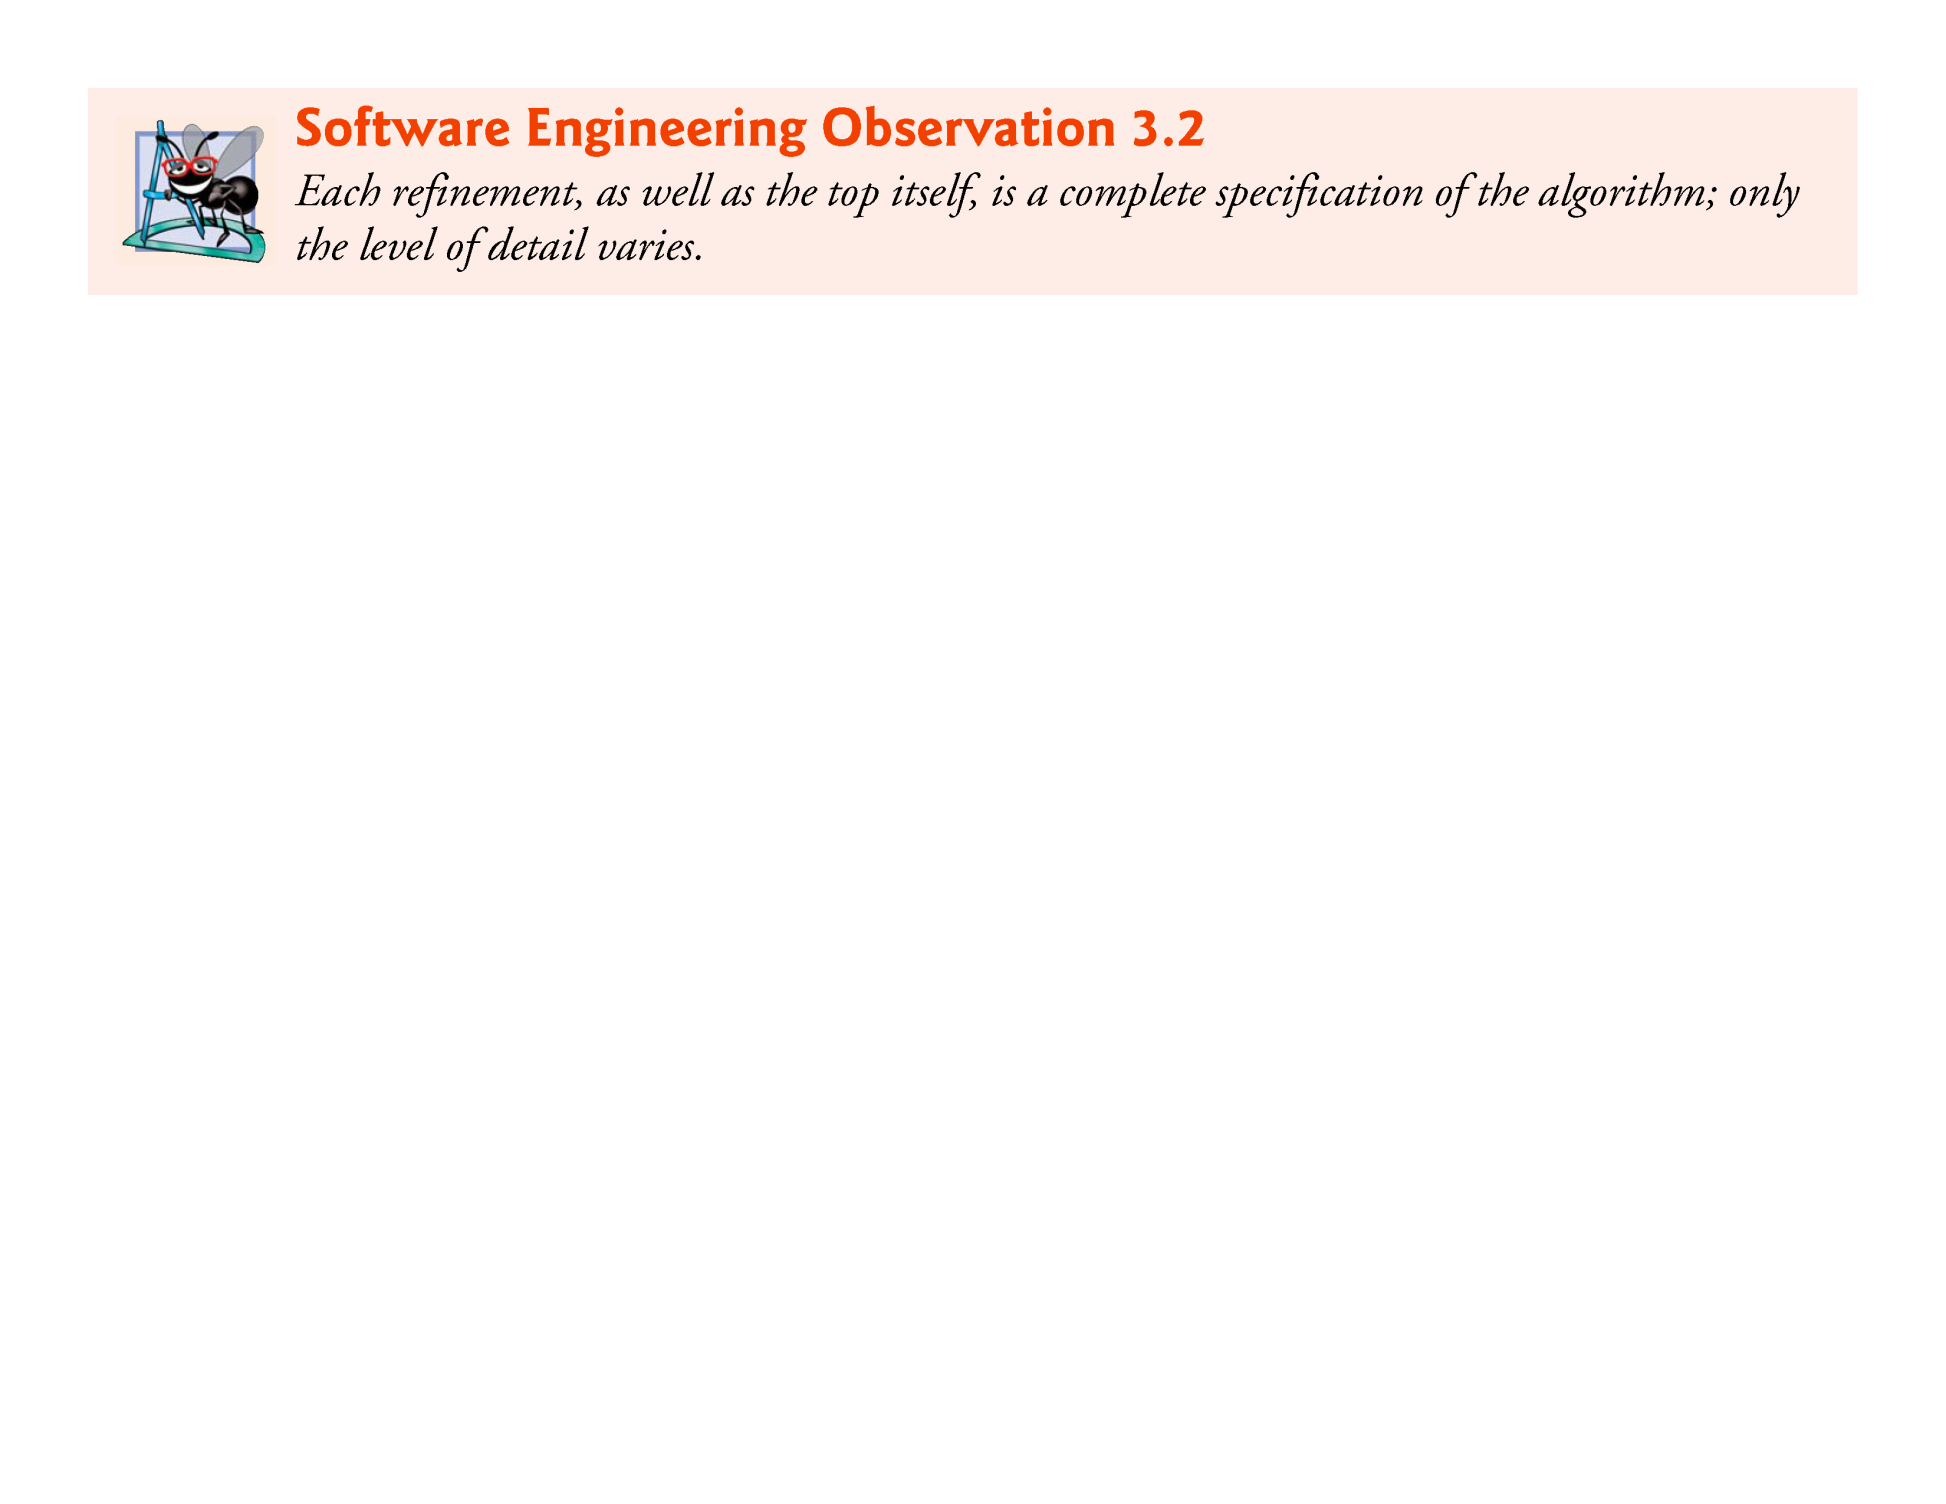 Software Engineering Observation 3.2
Each refinement, as well as the top itself, is a complete specification of the algorithm; only
the level of detail varies.